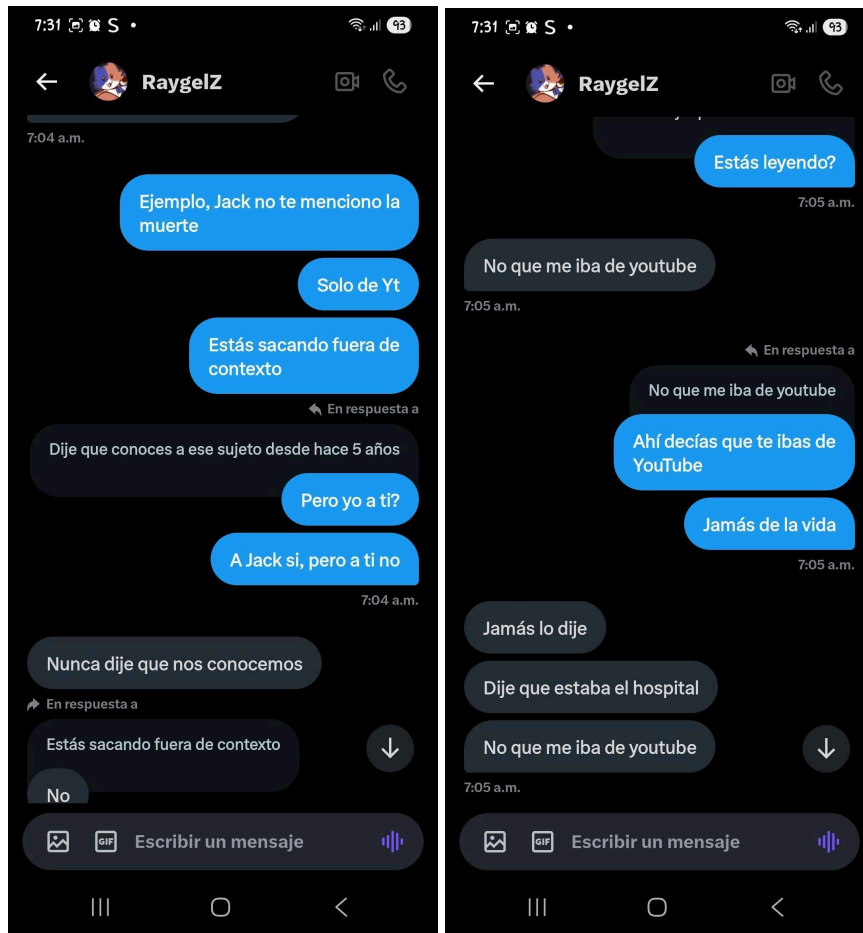 7:31 S •
93
RaygelZ
7:04 a.m.
Ejemplo, Jack no te menciono la
muerte
Solo de Yt
Estás sacando fuera de
contexto
En respuesta a
Dije que conoces a ese sujeto desde hace 5 años
Pero yo a ti?
A Jack si, pero a ti no
7:04 a.m.
Nunca dije que nos conocemos
En respuesta a
Estás sacando fuera de contexto
No
GIF
Escribir un mensaje
7:31 S •
93
RaygelZ
Estás leyendo?
7:05 a.m.
No que me iba de youtube
7:05 a.m.
En respuesta a
No que me iba de youtube
Ahí decías que te ibas de
YouTube
Jamás de la vida
7:05 a.m.
Jamás lo dije
Dije que estaba el hospital
No que me iba de youtube
7:05 a.m.
GIF
Escribir un mensaje